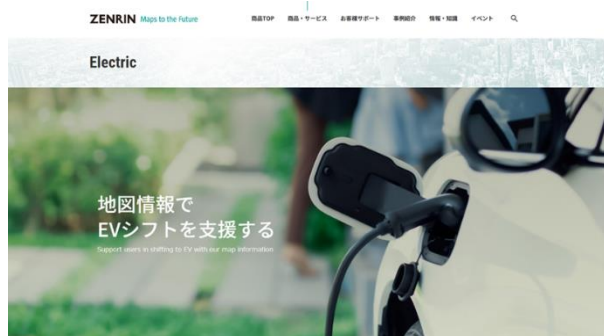 ZENRIN Maps to the Future
商品TOP 商品・サービス お客様サポート 事例紹介 情報・知識 イベント
Electric
地図情報で
EVシフトを支援する
Support users in shifting to EV with our map information